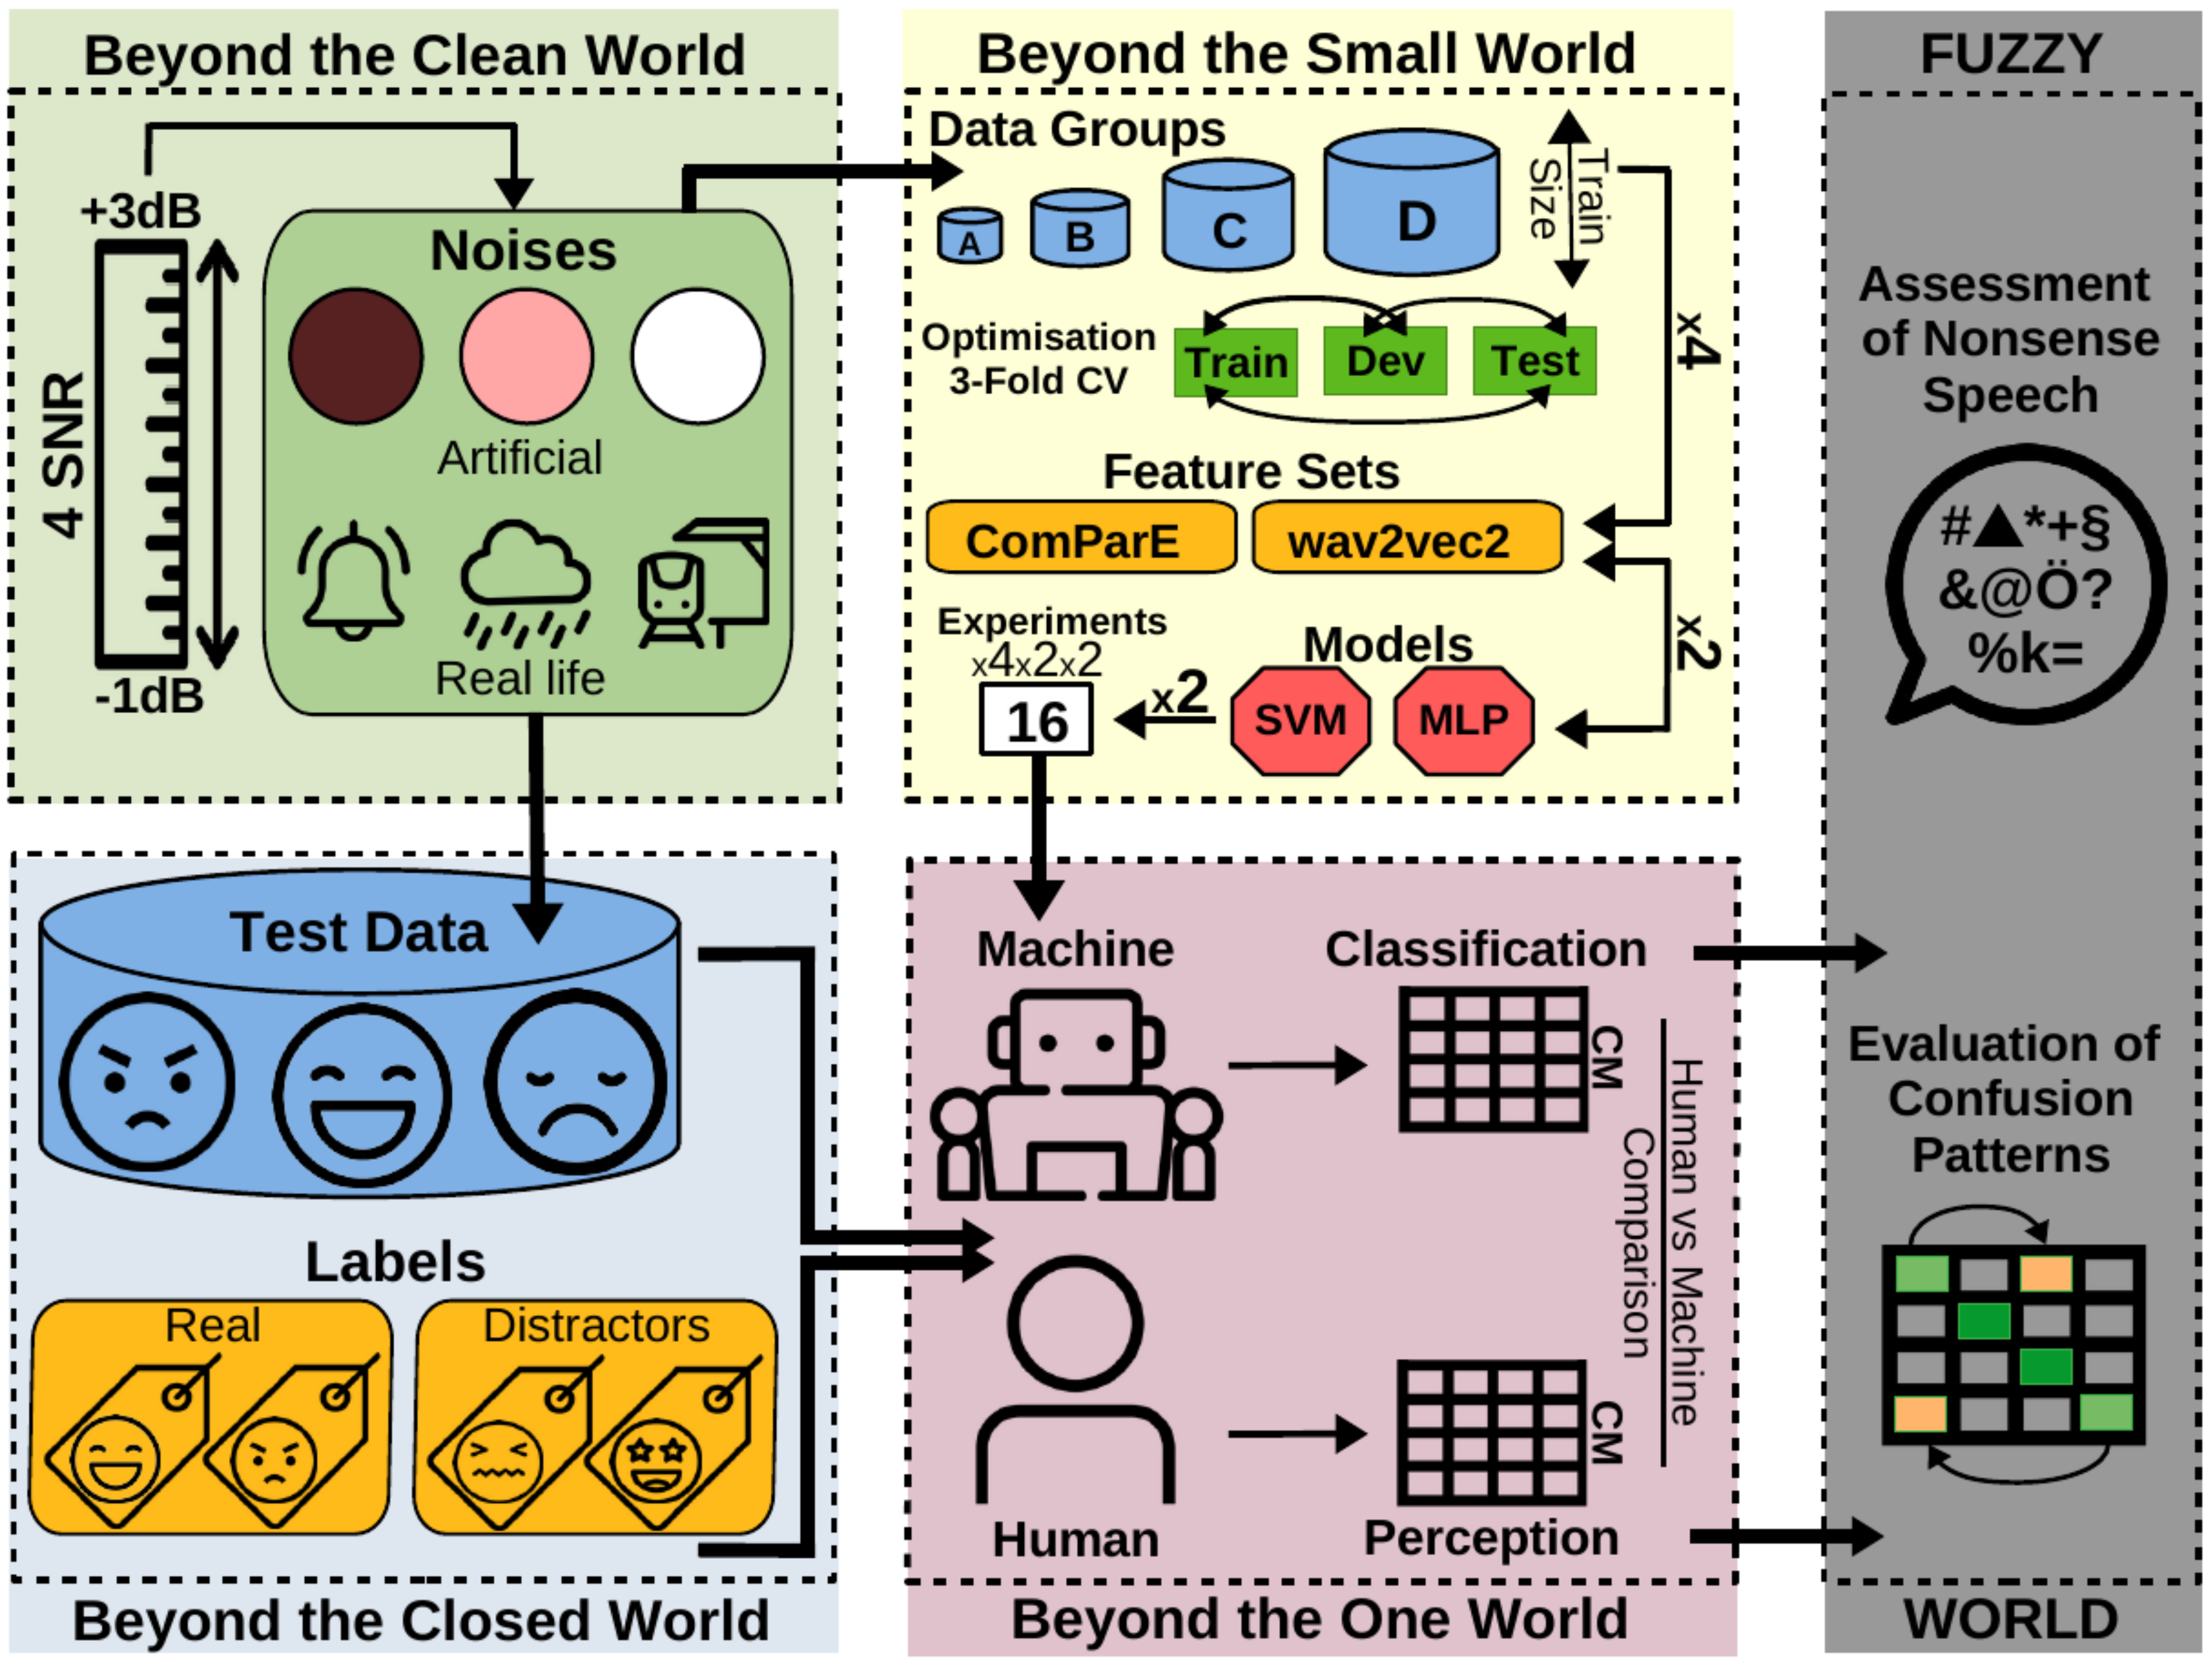 Beyond the Clean World
+3dB
4 SNR
-1dB
Noises
Artificial
Real life
Beyond the Small World
Data Groups
A
B
C
D
Train
Size
x4
Optimisation
3-Fold CV
Train
Dev
Test
Feature Sets
ComParE
wav2vec2
x2
Experiments
x4x2x2
16
x2
Models
SVM
MLP
Test Data
Labels
Real
Distractors
Beyond the Closed World
Machine
Classification
CM
Human vs Machine
Comparison
CM
Human
Perception
Beyond the One World
FUZZY
Assessment
of Nonsense
Speech
#▲*+§
&@Ö?
%k=
Evaluation of
Confusion
Patterns
WORLD